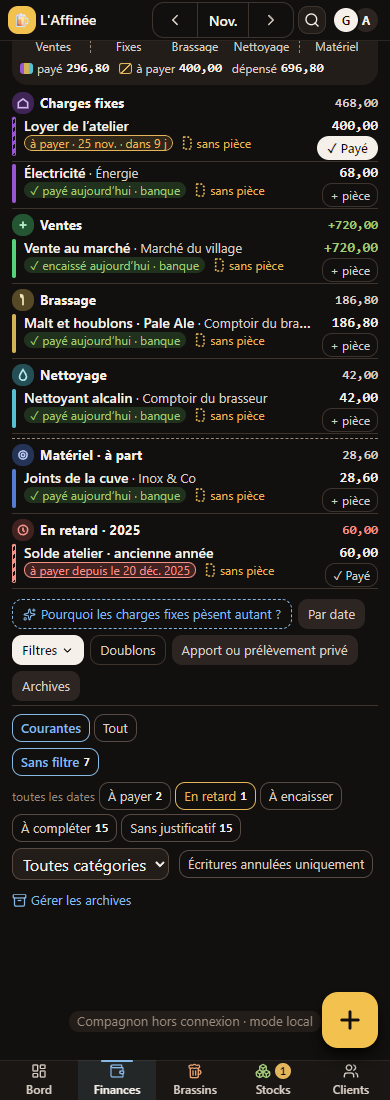 L'Affinée
Nov.
G A
Ventes Fixes Brassage Nettoyage Matériel
payé 296,80 à payer 400,00 dépensé 696,80
Charges fixes 468,00
Loyer de l’atelier 400,00
à payer · 25 nov. · dans 9 j sans pièce ✓ Payé
Électricité · Énergie 68,00
✓ payé aujourd’hui · banque sans pièce + pièce
Ventes +720,00
Vente au marché · Marché du village +720,00
✓ encaissé aujourd’hui · banque sans pièce + pièce
Brassage 186,80
Malt et houblons · Pale Ale · Comptoir du bra... 186,80
✓ payé aujourd’hui · banque sans pièce + pièce
Nettoyage 42,00
Nettoyant alcalin · Comptoir du brasseur 42,00
✓ payé aujourd’hui · banque sans pièce + pièce
Matériel · à part 28,60
Joints de la cuve · Inox & Co 28,60
✓ payé aujourd’hui · banque sans pièce + pièce
En retard · 2025 60,00
Solde atelier · ancienne année 60,00
à payer depuis le 20 déc. 2025 sans pièce ✓ Payé
Pourquoi les charges fixes pèsent autant ? Par date
Filtres Doublons Apport ou prélèvement privé
Archives
Courantes Tout
Sans filtre 7
toutes les dates À payer 2 En retard 1 À encaisser
À compléter 15 Sans justificatif 15
Toutes catégories Écritures annulées uniquement
Gérer les archives
Compagnon hors connexion · mode local +
1
Bord Finances Brassins Stocks Clients